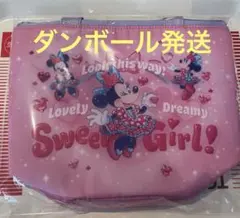 ダンボール発送
Look this way!
Lovely
Dreamy
Sweet Girl!